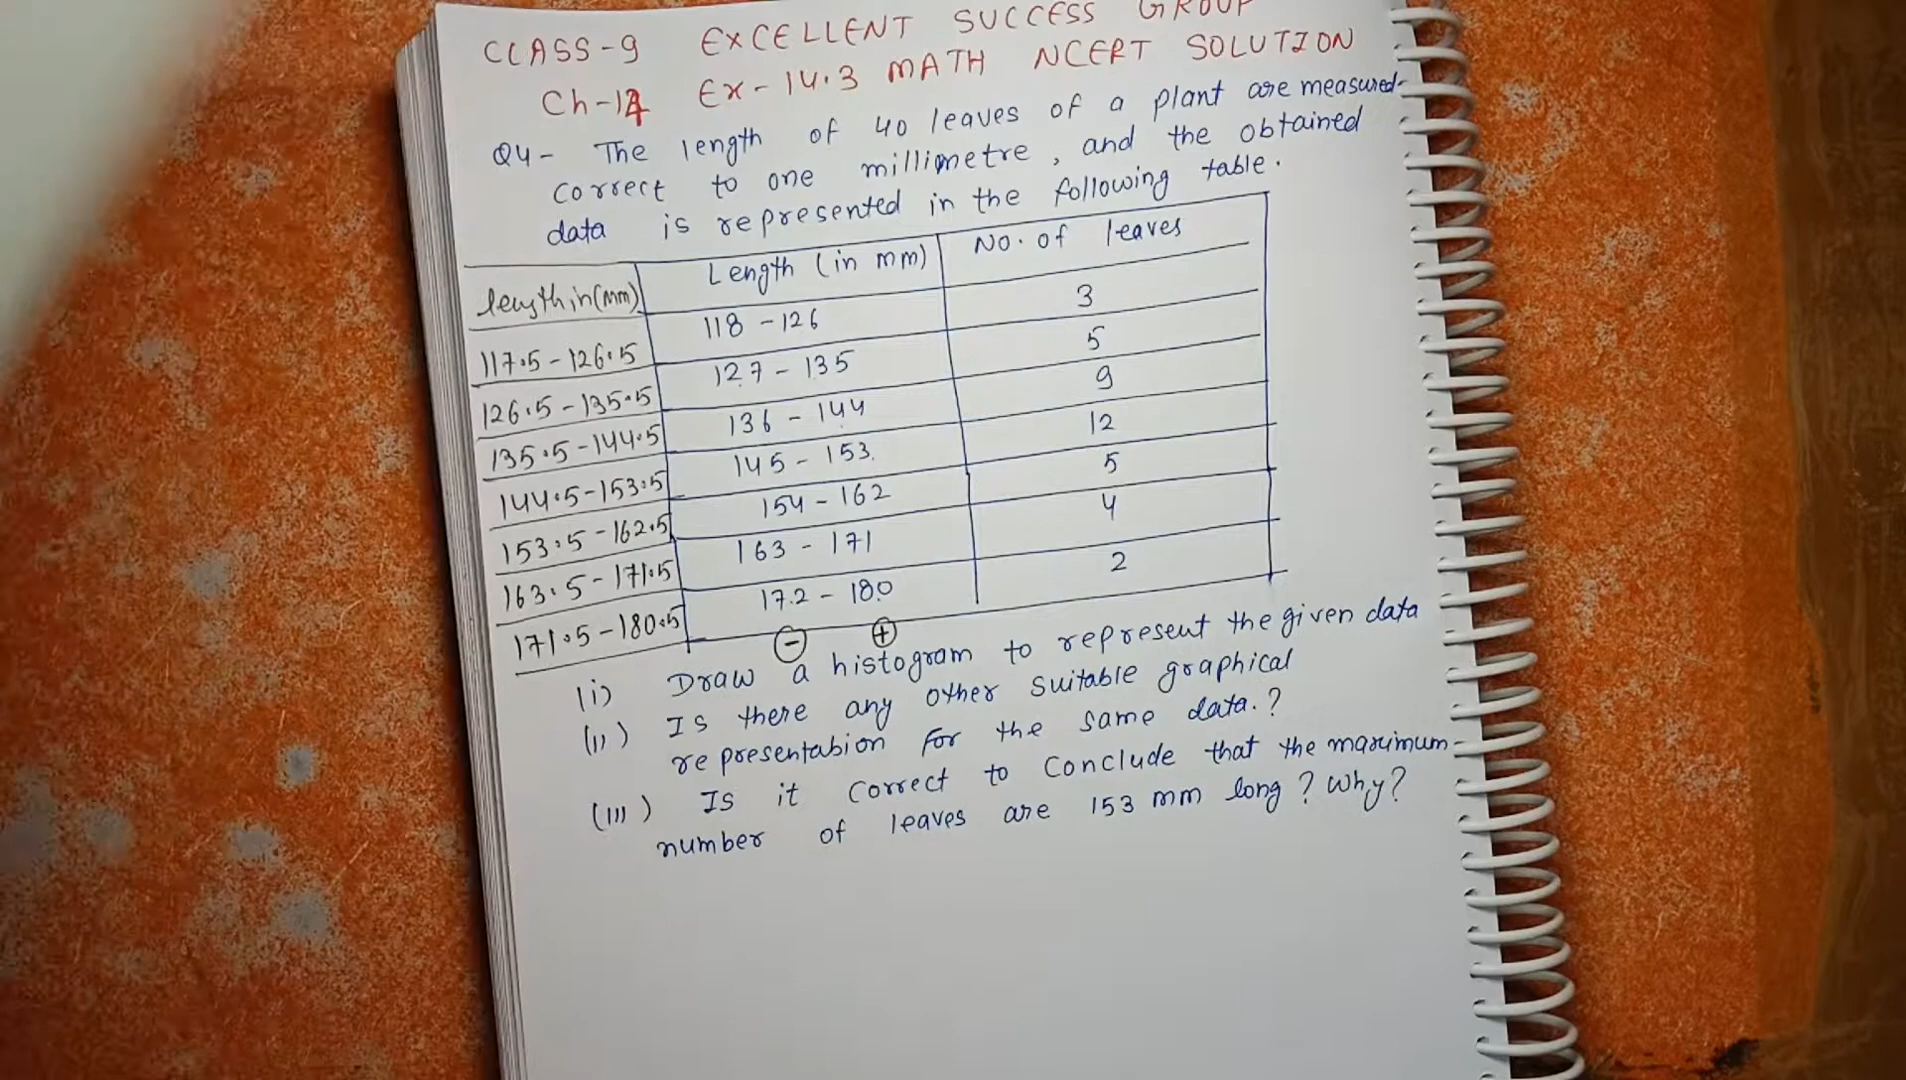 CLASS-9 EXCELLENT SUCCESS GROUP
Ch-14 Ex-14.3 MATH NCERT SOLUTION
Q4- The length of 40 leaves of a plant are measured
correct to one millimetre, and the obtained
data is represented in the following table.
length in(mm) Length (in mm) No. of leaves
117.5-126.5 118-126 3
126.5-135.5 127-135 5
135.5-144.5 136-144 9
144.5-153.5 145-153 12
153.5-162.5 154-162 5
163.5-171.5 163-171 4
171.5-180.5 172-180 2
- +
(i) Draw a histogram to represent the given data
(ii) Is there any other suitable graphical
representation for the same data.?
(iii) Is it correct to conclude that the maximum
number of leaves are 153 mm long? Why?